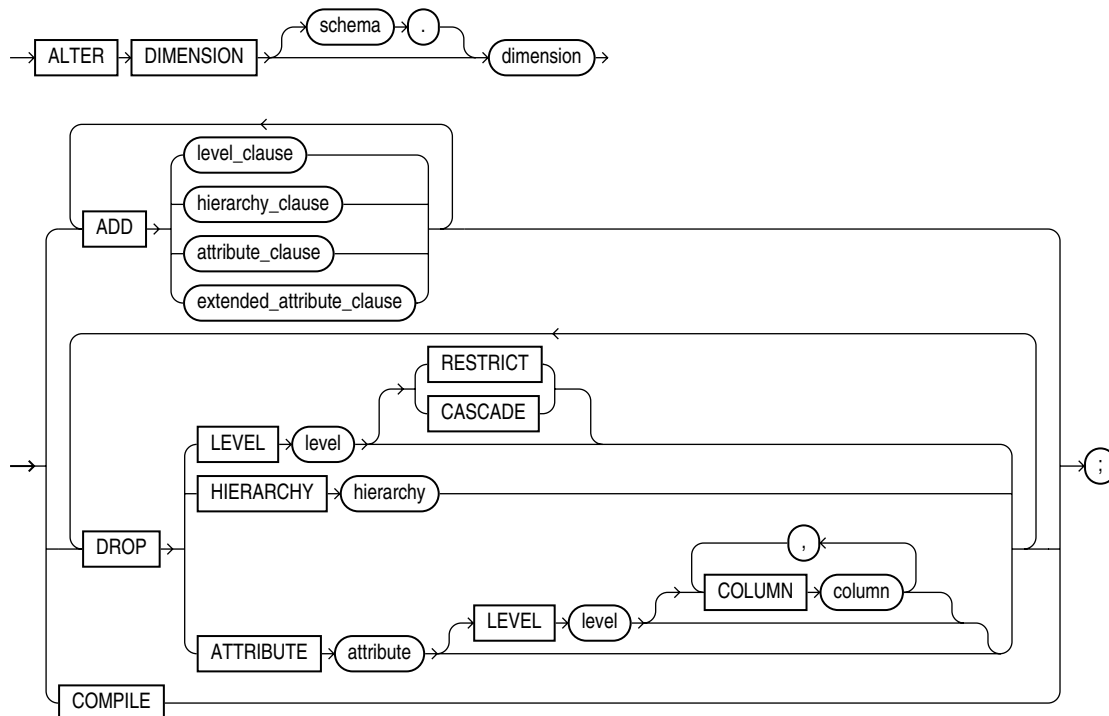 schema .
ALTER DIMENSION dimension
level_clause
hierarchy_clause
ADD
attribute_clause
extended_attribute_clause
RESTRICT
CASCADE
LEVEL level
HIERARCHY hierarchy ;
DROP ,
COLUMN column
LEVEL level
ATTRIBUTE attribute
COMPILE